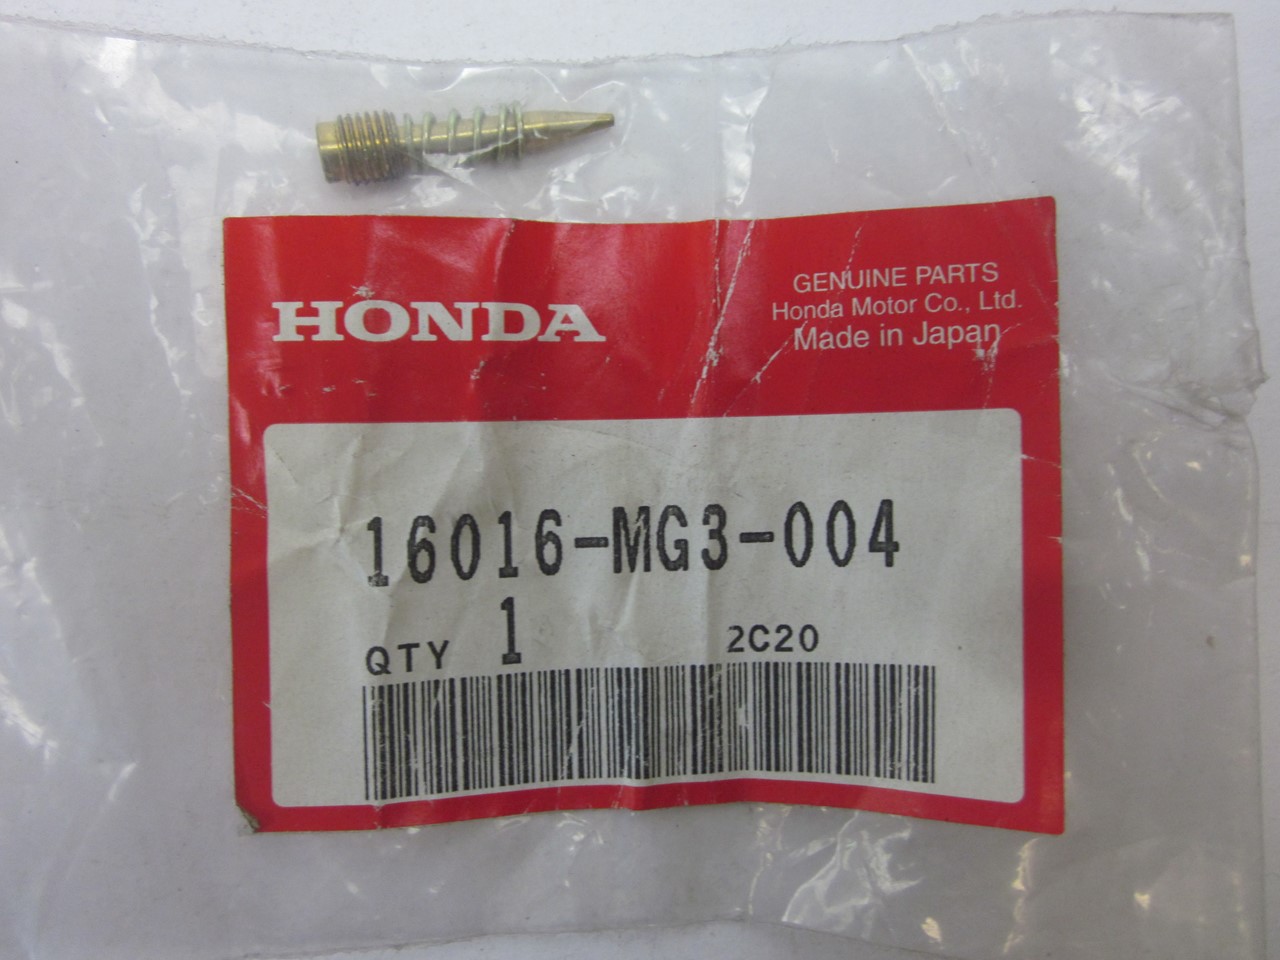 HONDA
GENUINE PARTS
Honda Motor Co., Ltd.
Made in Japan
16016-MG3-004
QTY 1 2C20